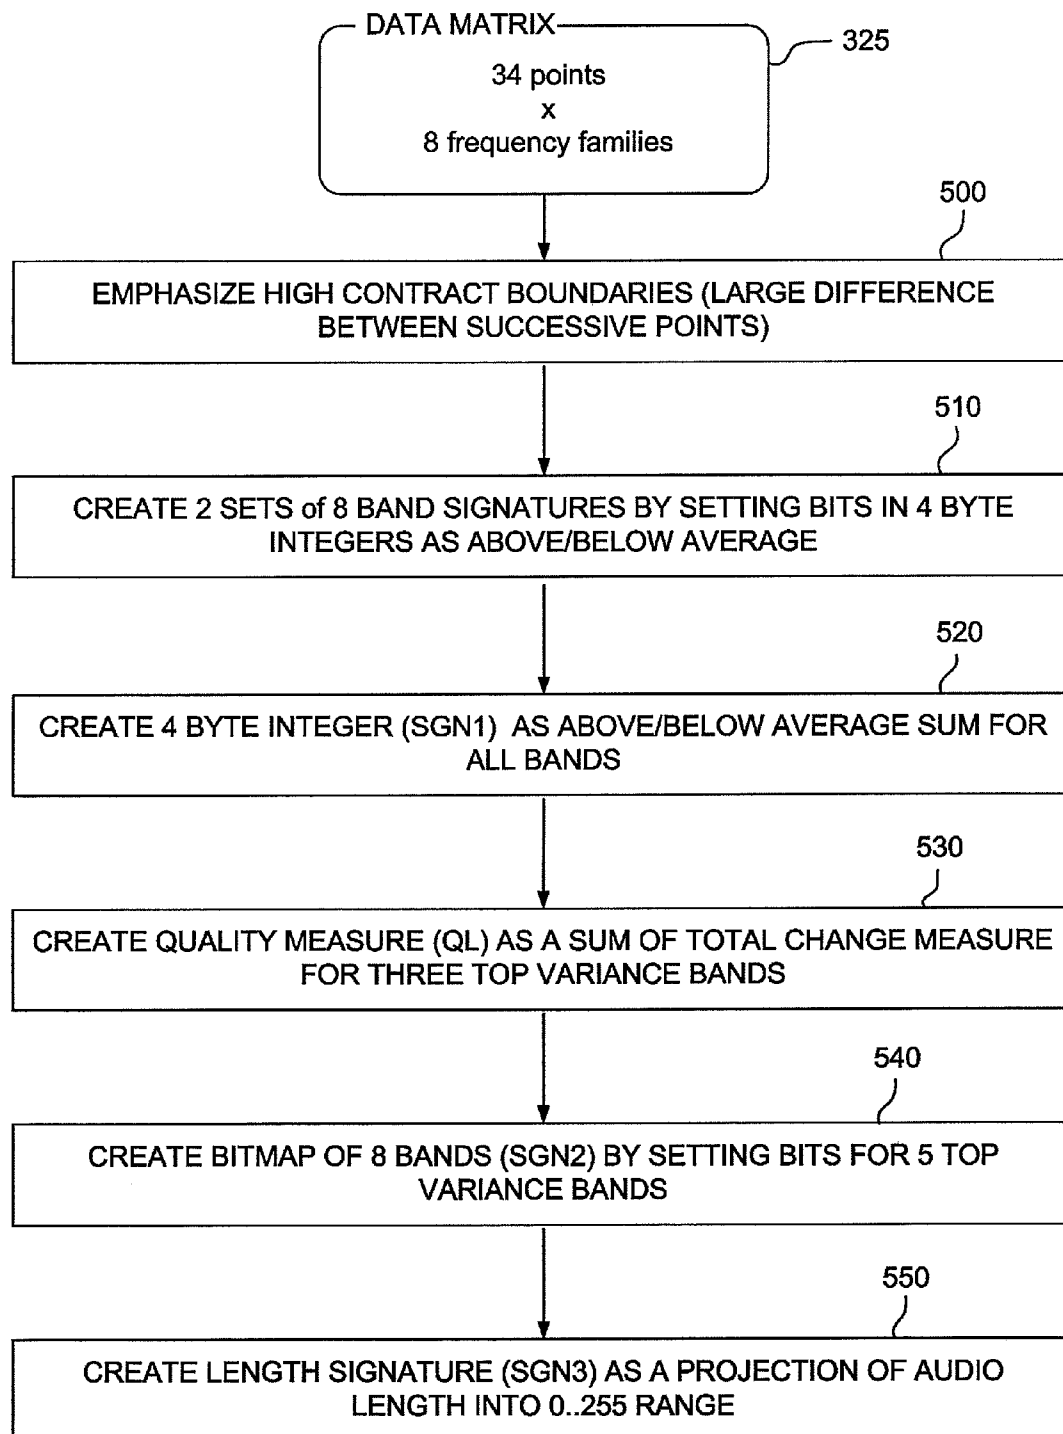 DATA MATRIX
325
34 points
x
8 frequency families
500
EMPHASIZE HIGH CONTRACT BOUNDARIES (LARGE DIFFERENCE
BETWEEN SUCCESSIVE POINTS)
510
CREATE 2 SETS of 8 BAND SIGNATURES BY SETTING BITS IN 4 BYTE
INTEGERS AS ABOVE/BELOW AVERAGE
520
CREATE 4 BYTE INTEGER (SGN1) AS ABOVE/BELOW AVERAGE SUM FOR
ALL BANDS
530
CREATE QUALITY MEASURE (QL) AS A SUM OF TOTAL CHANGE MEASURE
FOR THREE TOP VARIANCE BANDS
540
CREATE BITMAP OF 8 BANDS (SGN2) BY SETTING BITS FOR 5 TOP
VARIANCE BANDS
550
CREATE LENGTH SIGNATURE (SGN3) AS A PROJECTION OF AUDIO
LENGTH INTO 0..255 RANGE